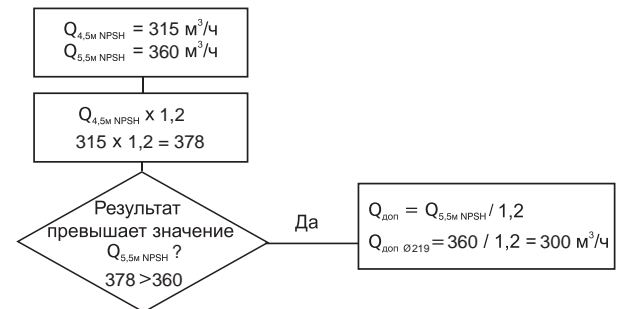 Q4,5м NPSH = 315 м³/ч
Q5,5м NPSH = 360 м³/ч
Q4,5м NPSH x 1,2
315 x 1,2 = 378
Результат
превышает значение
Q5,5м NPSH ?
378 >360
Да
Qдоп = Q5,5м NPSH / 1,2
Qдоп Ø219 = 360 / 1,2 = 300 м³/ч